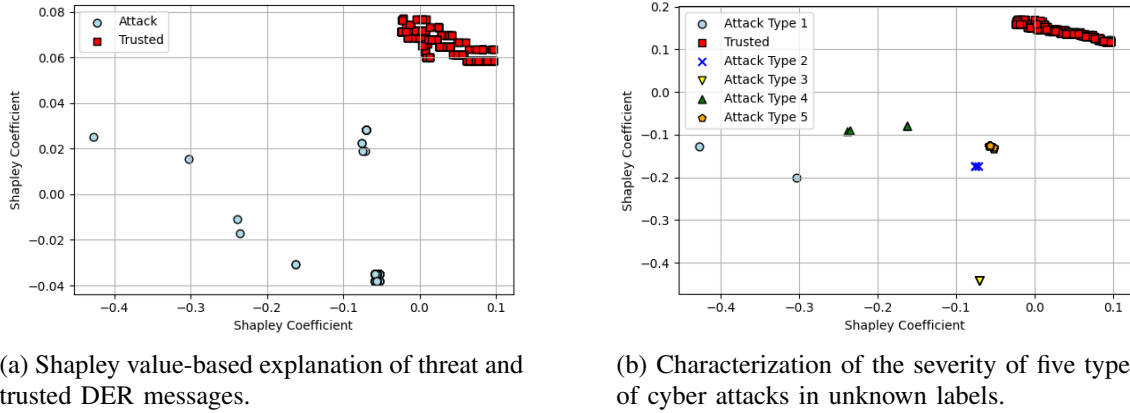 0.08
0.06
0.04
0.02
0.00
−0.02
−0.04
Shapley Coefficient
Attack
Trusted
−0.4
−0.3
−0.2
−0.1
0.0
0.1
Shapley Coefficient
(a) Shapley value-based explanation of threat and
trusted DER messages.
0.2
0.1
0.0
−0.1
−0.2
−0.3
−0.4
Shapley Coefficient
Attack Type 1
Trusted
Attack Type 2
Attack Type 3
Attack Type 4
Attack Type 5
−0.4
−0.3
−0.2
−0.1
0.0
0.1
Shapley Coefficient
(b) Characterization of the severity of five type
of cyber attacks in unknown labels.